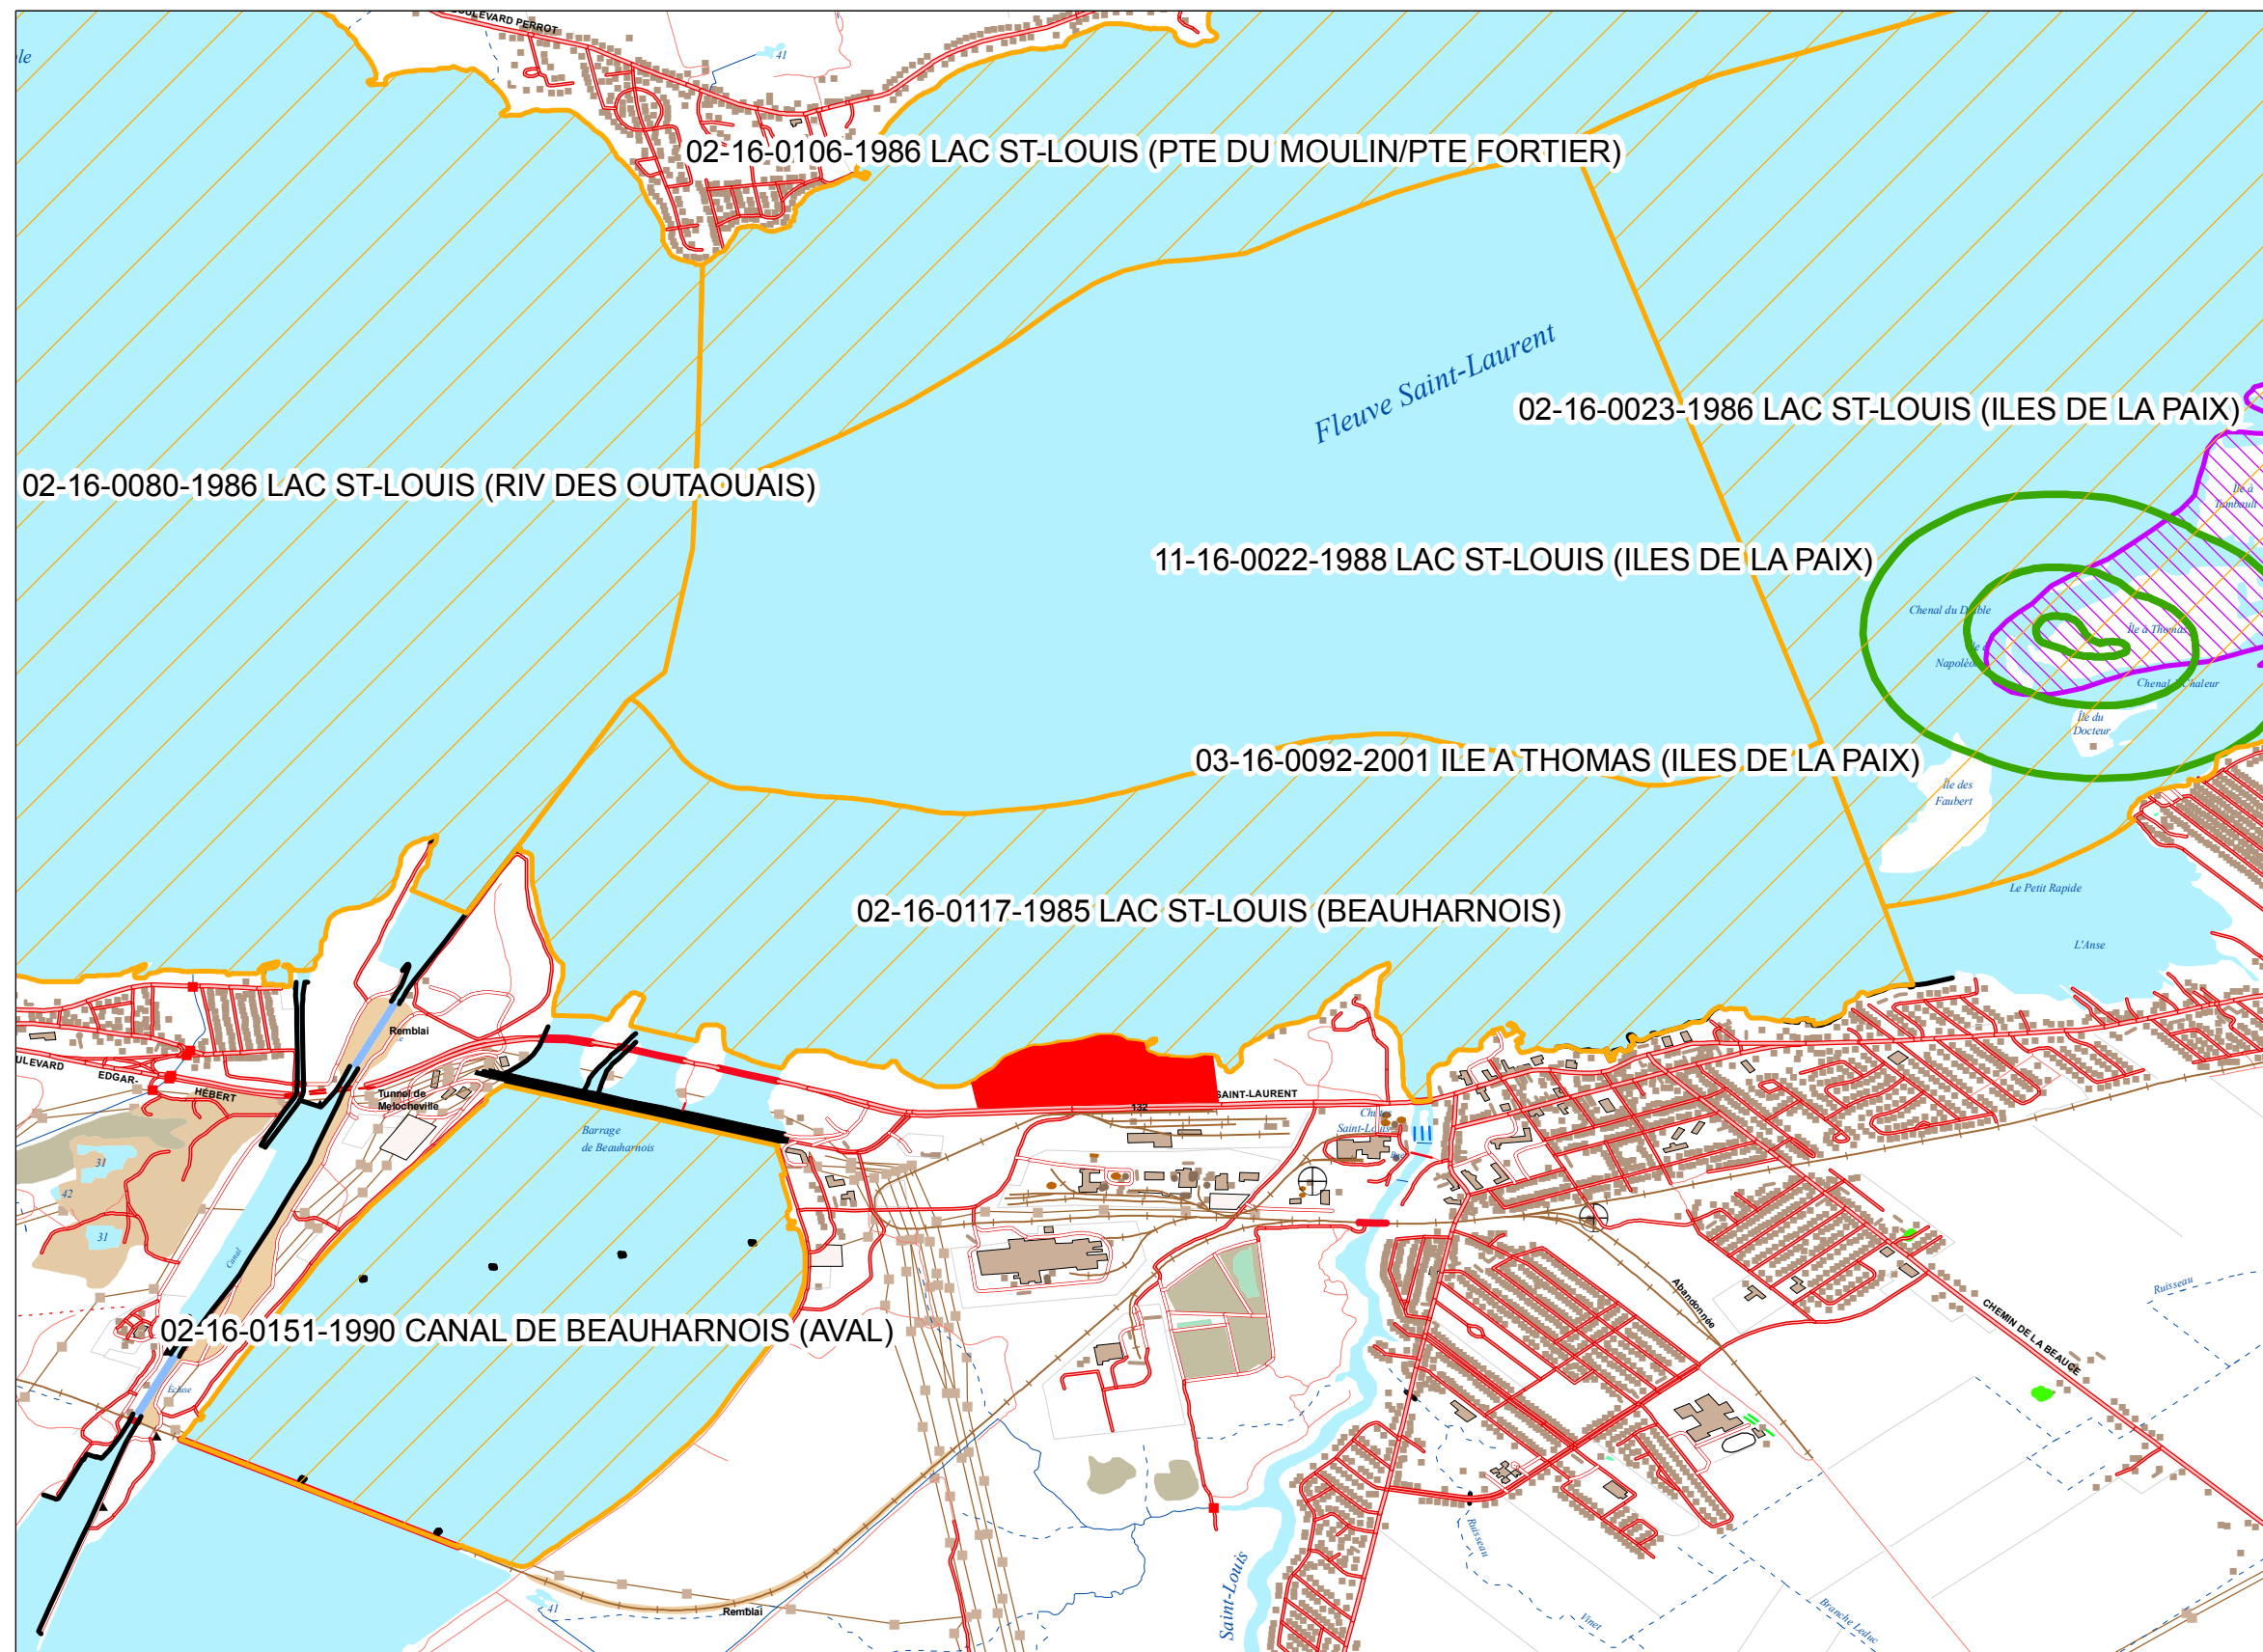 BOULEVARD PERROT
41
02-16-0106-1986 LAC ST-LOUIS (PTE DU MOULIN/PTE FORTIER)
Fleuve Saint-Laurent
02-16-0023-1986 LAC ST-LOUIS (ILES DE LA PAIX)
02-16-0080-1986 LAC ST-LOUIS (RIV DES OUTAOUAIS)
Île à
Tambault
11-16-0022-1988 LAC ST-LOUIS (ILES DE LA PAIX)
Chenal du Diable
Île à Thomas
Chenal à Chaleur
Île du
Docteur
03-16-0092-2001 ILE A THOMAS (ILES DE LA PAIX)
Île des
Faubert
Le Petit Rapide
02-16-0117-1985 LAC ST-LOUIS (BEAUHARNOIS)
L'Anse
Remblai
EDGAR-
HÉBERT
Tunnel de
Melocheville
SAINT-LAURENT
132
Chutes
Saint-Louis
Barrage
de Beauharnois
31
42
31
Canal
Abandonnée
Ruisseau
CHEMIN DE LA BEAUCE
02-16-0151-1990 CANAL DE BEAUHARNOIS (AVAL)
Écluse
Ruisseau
Saint-Louis
41
Remblai
Vinet
Branche Leduc